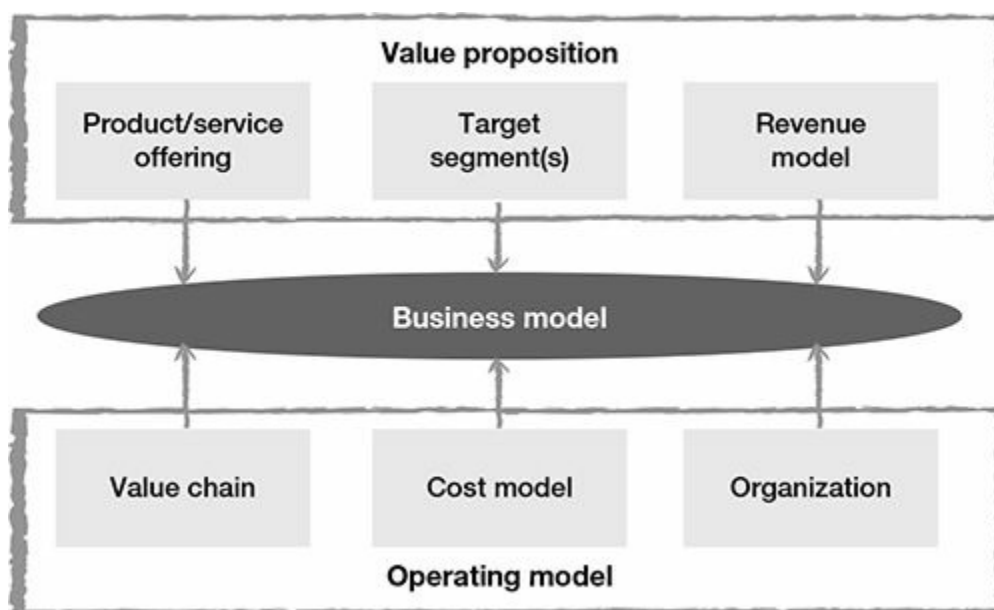 Value proposition
Product/service
offering
Target
segment(s)
Revenue
model
Business model
Value chain
Cost model
Organization
Operating model